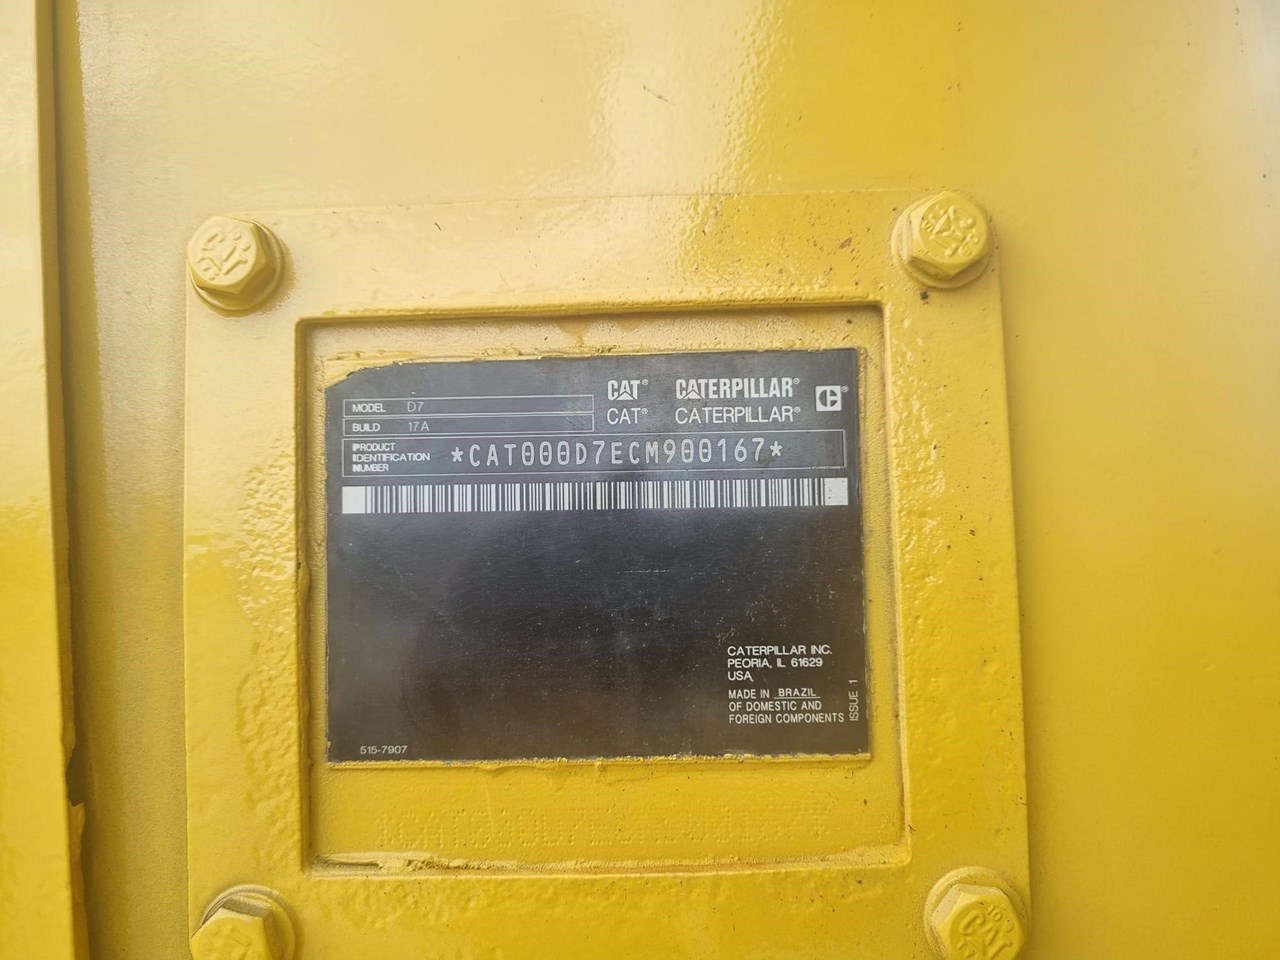 CAT® CATERPILLAR®
CAT® CATERPILLAR®
MODEL D7
BUILD 17A
PRODUCT
IDENTIFICATION
NUMBER
*CAT000D7ECM900167*
CATERPILLAR INC.
PEORIA, IL 61629
USA
MADE IN BRAZIL
OF DOMESTIC AND
FOREIGN COMPONENTS
ISSUE 1
515-7907